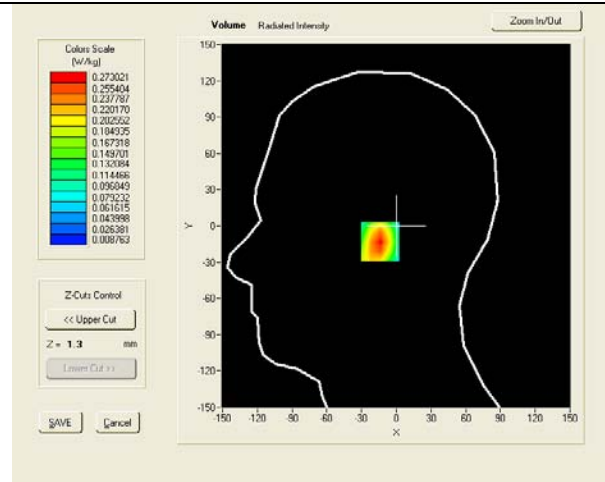 Volume Radiated Intensity
Zoom In/Out
Colors Scale
(W/kg)
0.273021
0.255404
0.237787
0.220170
0.202552
0.184935
0.167318
0.149701
0.132084
0.114466
0.096849
0.079232
0.061615
0.043998
0.026381
0.008763
Z-Cuts Control
<< Upper Cut
Z = 1.3 mm
Lower Cut >>
SAVE
Cancel
150
120
90
60
30
0
-30
-60
-90
-120
-150
Y
-150 -120 -90 -60 -30 0 30 60 90 120 150
X